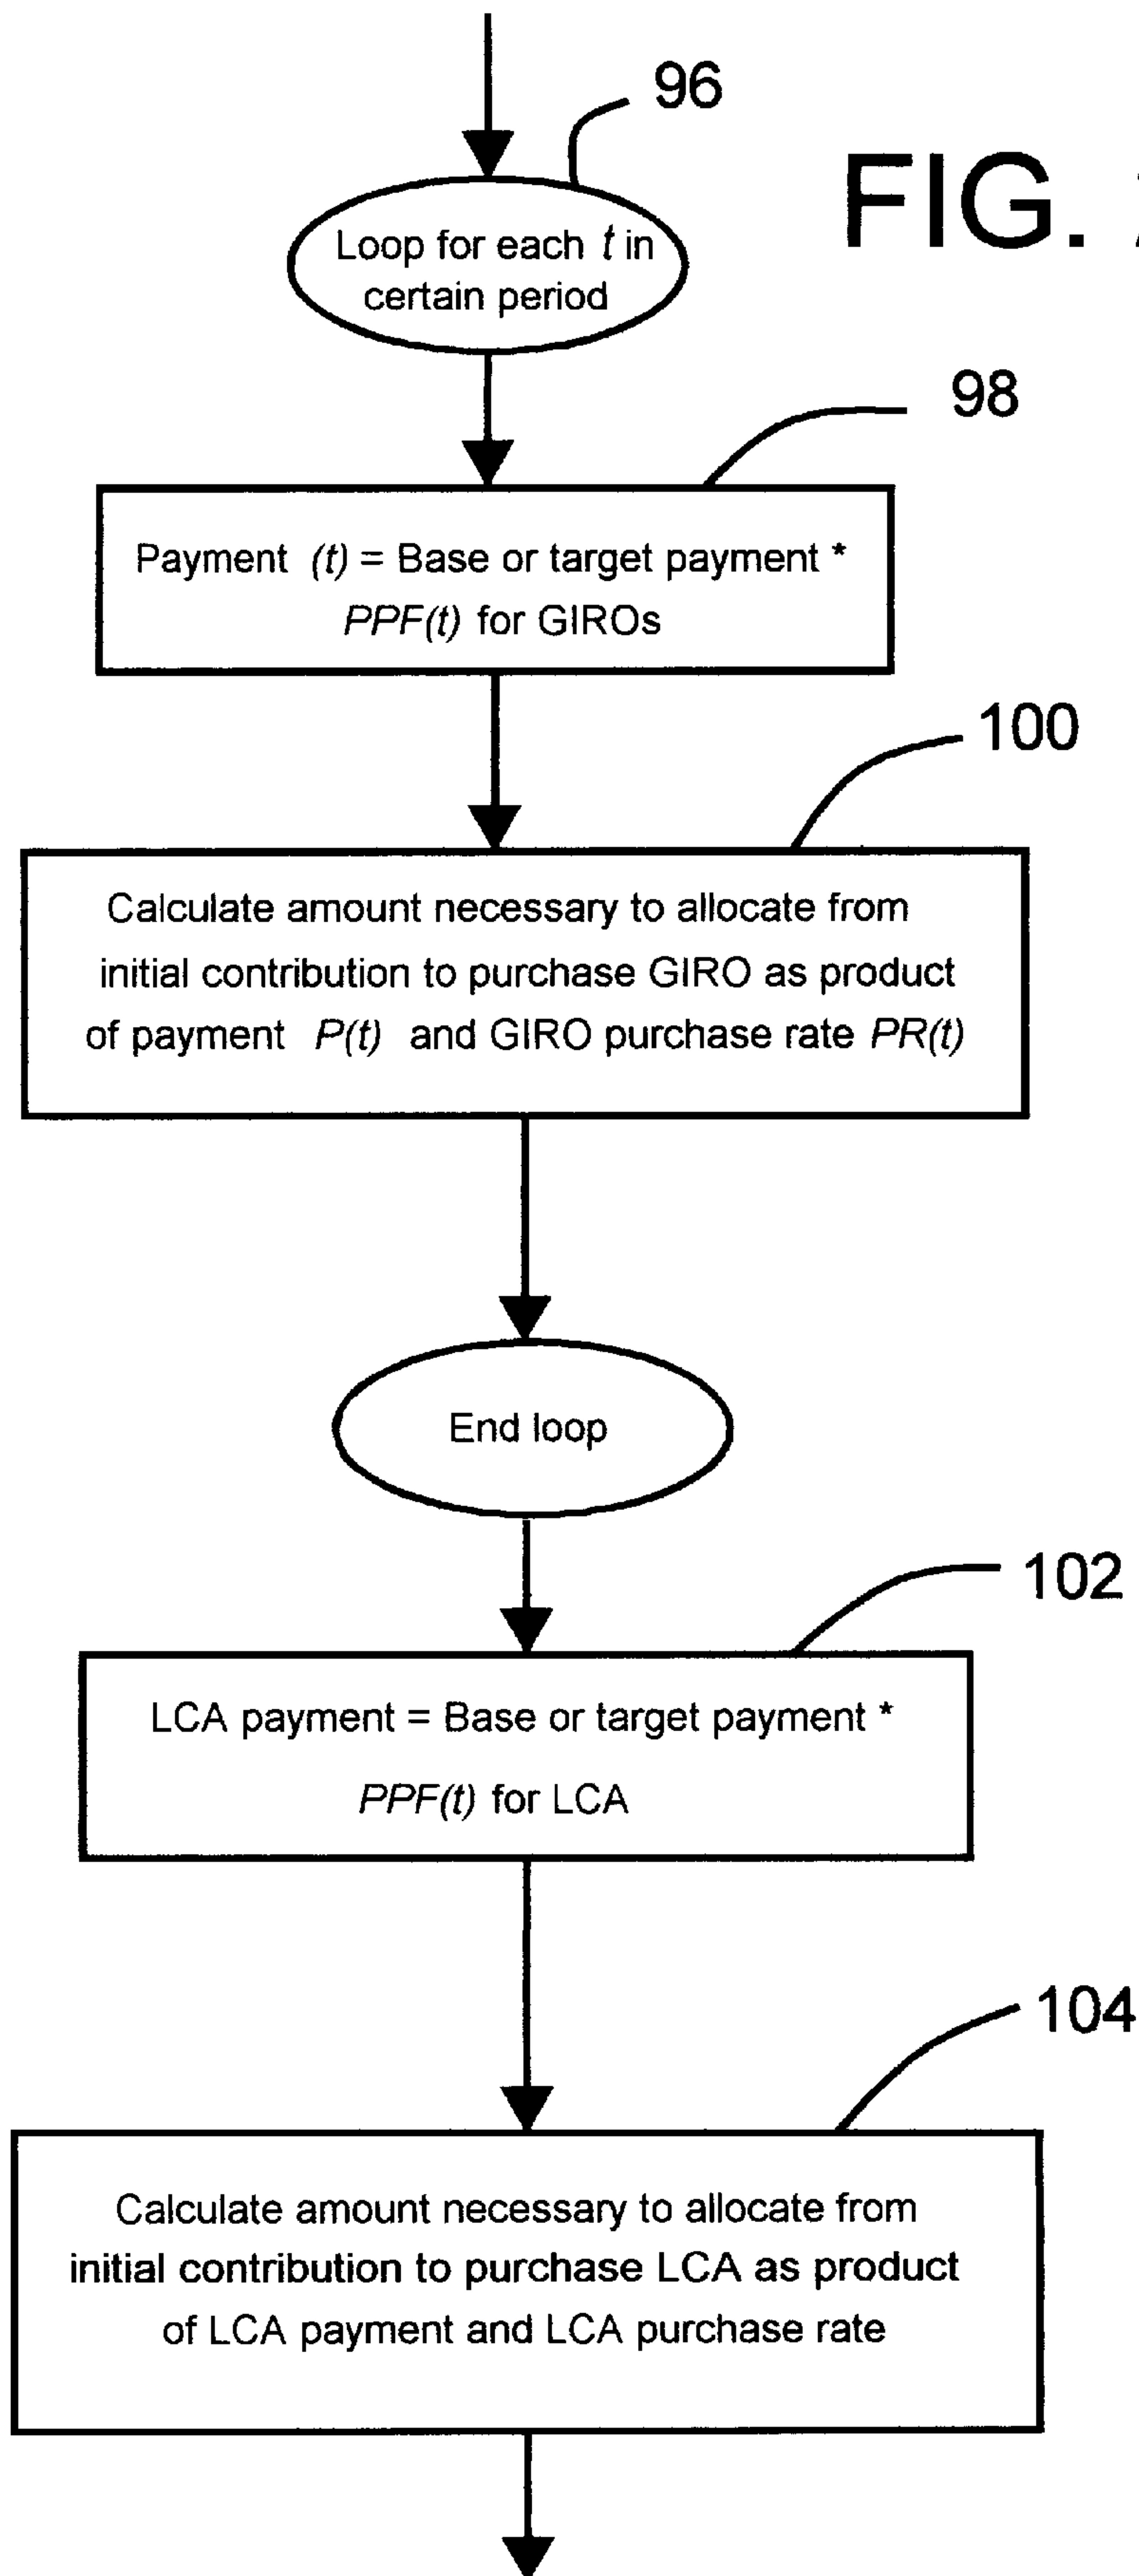 96
FIG.
Loop for each t in
certain period
98
Payment (t) = Base or target payment *
PPF(t) for GIROs
100
Calculate amount necessary to allocate from
initial contribution to purchase GIRO as product
of payment P(t) and GIRO purchase rate PR(t)
End loop
102
LCA payment = Base or target payment *
PPF(t) for LCA
104
Calculate amount necessary to allocate from
initial contribution to purchase LCA as product
of LCA payment and LCA purchase rate